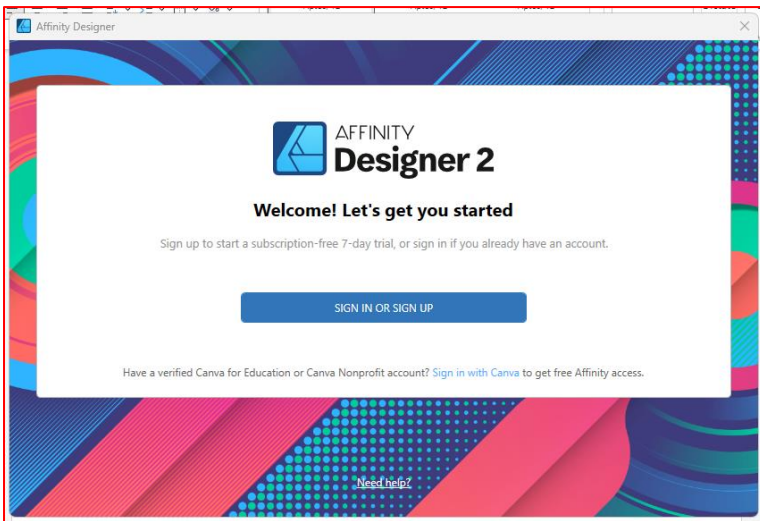 Affinity Designer
AFFINITY
Designer 2
Welcome! Let's get you started
Sign up to start a subscription-free 7-day trial, or sign in if you already have an account.
SIGN IN OR SIGN UP
Have a verified Canva for Education or Canva Nonprofit account? Sign in with Canva to get free Affinity access.
Need help?